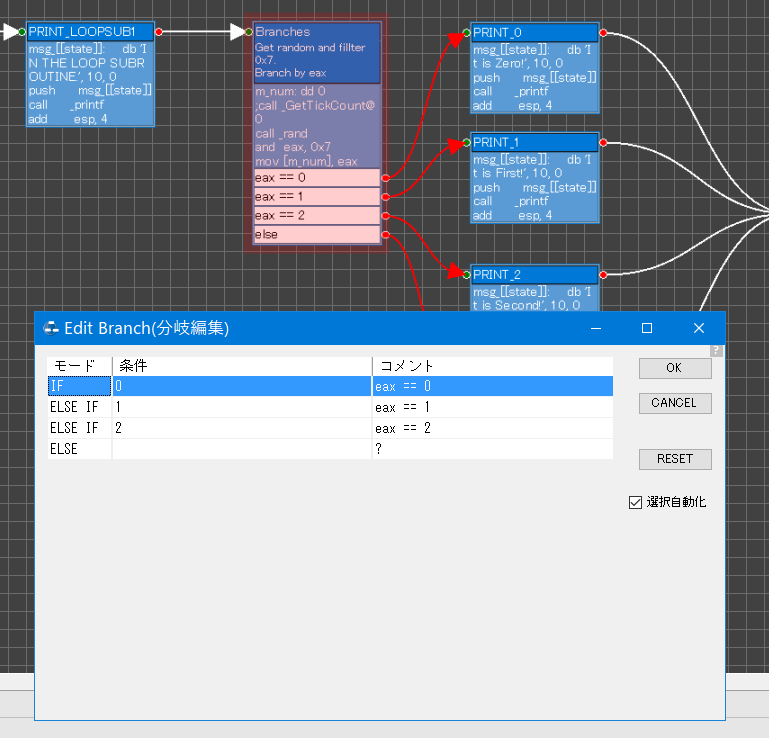 PRINT_LOOPSUB1
msg_[[state]]: db 'I
N THE LOOP SUBR
OUTINE.', 10, 0
push msg_[[state]]
call _printf
add esp, 4
Branches
Get random and fillter
0x7.
Branch by eax
m_num: dd 0
;call _GetTickCount@
0
call _rand
and eax, 0x7
mov [m_num], eax
eax == 0
eax == 1
eax == 2
else
PRINT_0
msg_[[state]]: db 'I
t is Zero!', 10, 0
push msg_[[state]]
call _printf
add esp, 4
PRINT_1
msg_[[state]]: db 'I
t is First!', 10, 0
push msg_[[state]]
call _printf
add esp, 4
PRINT_2
msg_[[state]]: db 'I
t is Second!', 10, 0
Edit Branch(分岐編集)
モード 条件 コメント
IF 0 eax == 0
ELSE IF 1 eax == 1
ELSE IF 2 eax == 2
ELSE ?
?
OK
CANCEL
RESET
選択自動化